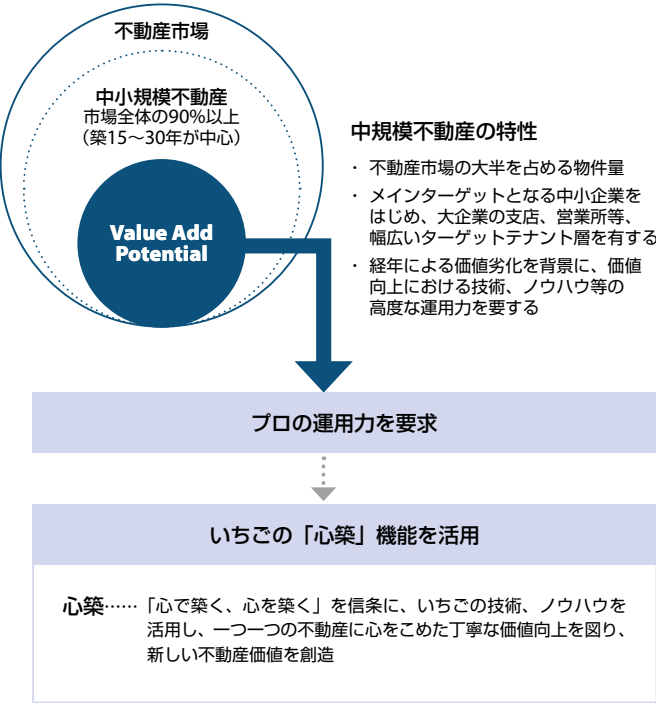 不動産市場
中小規模不動産
市場全体の90%以上
（築15〜30年が中心）
Value Add
Potential
中規模不動産の特性
・ 不動産市場の大半を占める物件量
・ メインターゲットとなる中小企業を
はじめ、大企業の支店、営業所等、
幅広いターゲットテナント層を有する
・ 経年による価値劣化を背景に、価値
向上における技術、ノウハウ等の
高度な運用力を要する
プロの運用力を要求
いちごの「心築」機能を活用
心築……「心で築く、心を築く」を信条に、いちごの技術、ノウハウを
活用し、一つ一つの不動産に心をこめた丁寧な価値向上を図り、
新しい不動産価値を創造